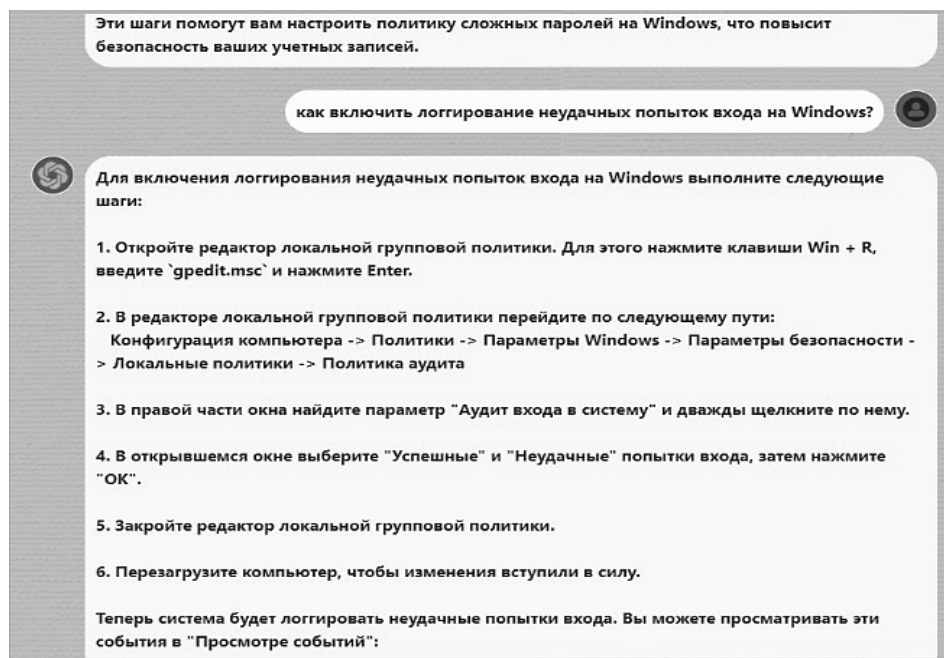 Эти шаги помогут вам настроить политику сложных паролей на Windows, что повысит
безопасность ваших учетных записей.
как включить логгирование неудачных попыток входа на Windows?
Для включения логгирования неудачных попыток входа на Windows выполните следующие
шаги:
1. Откройте редактор локальной групповой политики. Для этого нажмите клавиши Win + R,
введите `gpedit.msc` и нажмите Enter.
2. В редакторе локальной групповой политики перейдите по следующему пути:
Конфигурация компьютера -> Политики -> Параметры Windows -> Параметры безопасности -
> Локальные политики -> Политика аудита
3. В правой части окна найдите параметр "Аудит входа в систему" и дважды щелкните по нему.
4. В открывшемся окне выберите "Успешные" и "Неудачные" попытки входа, затем нажмите
"ОК".
5. Закройте редактор локальной групповой политики.
6. Перезагрузите компьютер, чтобы изменения вступили в силу.
Теперь система будет логгировать неудачные попытки входа. Вы можете просматривать эти
события в "Просмотре событий":